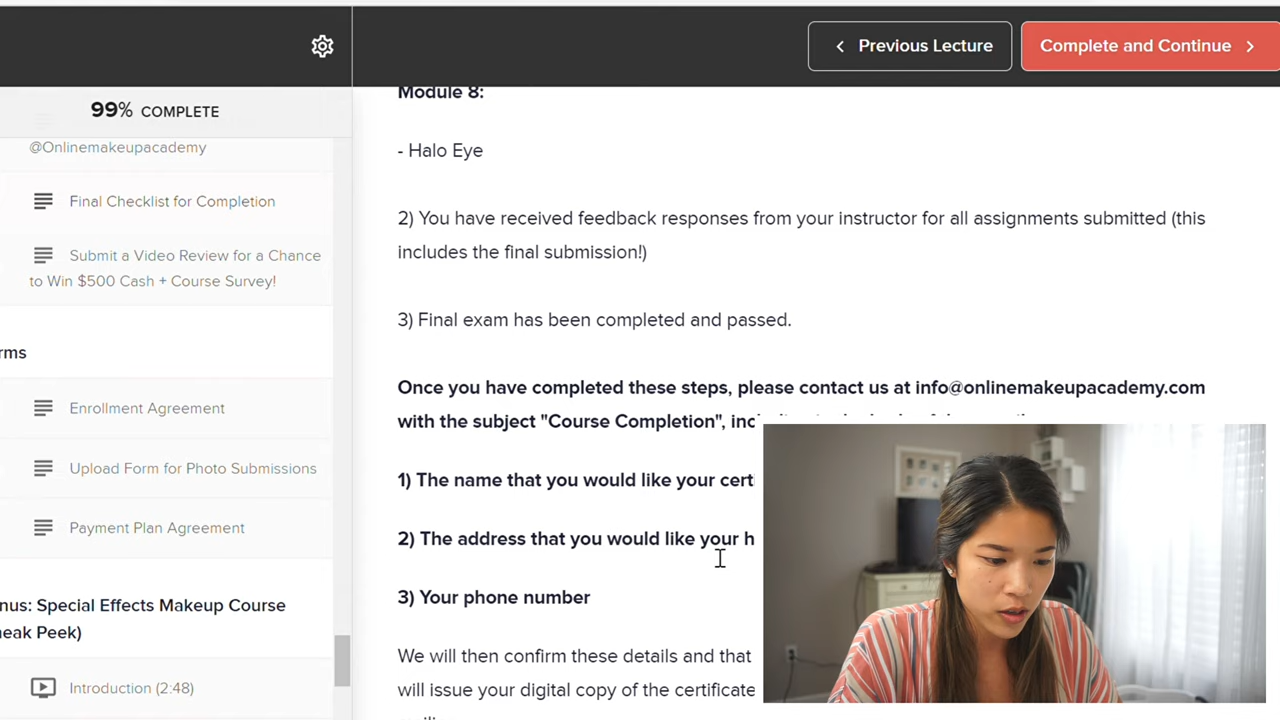 Previous Lecture
Complete and Continue
99% COMPLETE
@Onlinemakeupacademy
Final Checklist for Completion
Submit a Video Review for a Chance
to Win $500 Cash + Course Survey!
rms
Enrollment Agreement
Upload Form for Photo Submissions
Payment Plan Agreement
nus: Special Effects Makeup Course
neak Peek)
Introduction (2:48)
Module 8:
- Halo Eye
2) You have received feedback responses from your instructor for all assignments submitted (this
includes the final submission!)
3) Final exam has been completed and passed.
Once you have completed these steps, please contact us at info@onlinemakeupacademy.com
with the subject "Course Completion", inc
1) The name that you would like your certi
2) The address that you would like your h
3) Your phone number
We will then confirm these details and that
will issue your digital copy of the certificate